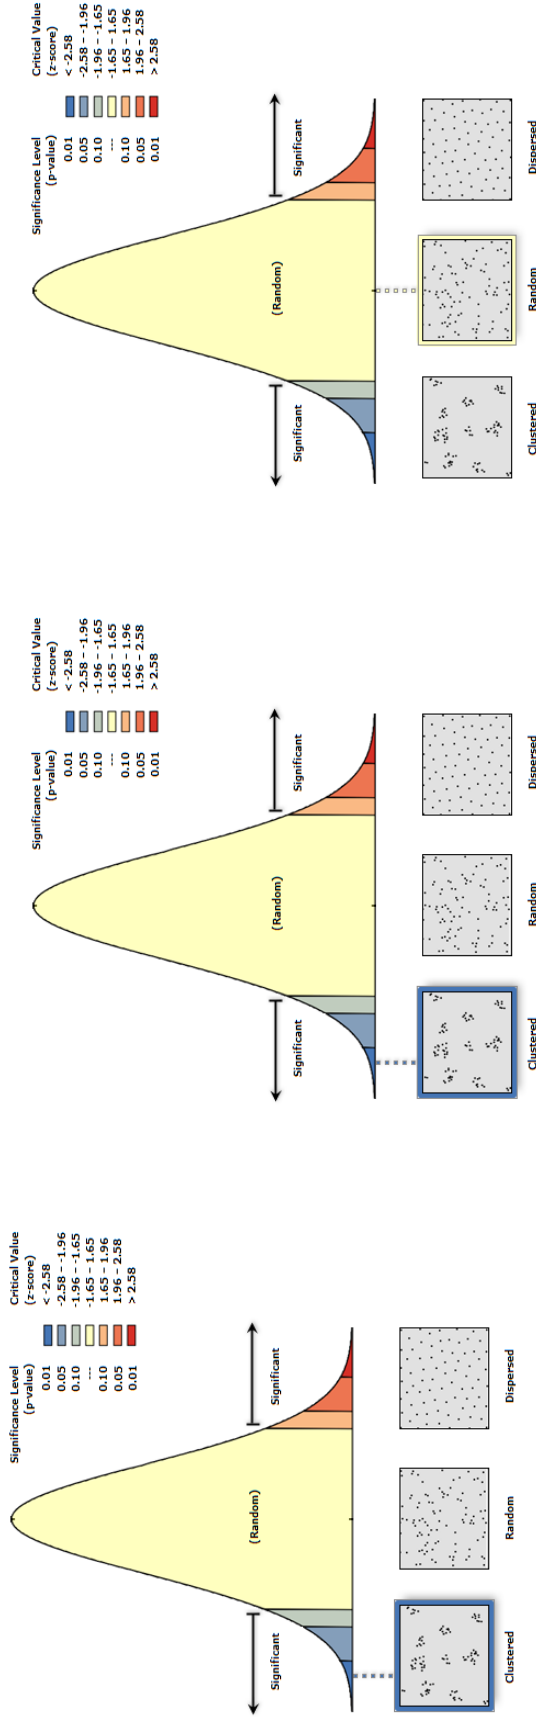 Significance Level Critical Value
(p-value) (z-score)
0.01 < -2.58
0.05 -2.58 – -1.96
0.10 -1.96 – -1.65
--- -1.65 – 1.65
0.10 1.65 – 1.96
0.05 1.96 – 2.58
0.01 > 2.58
(Random)
Significant Significant
Clustered Random Dispersed
Significance Level Critical Value
(p-value) (z-score)
0.01 < -2.58
0.05 -2.58 – -1.96
0.10 -1.96 – -1.65
--- -1.65 – 1.65
0.10 1.65 – 1.96
0.05 1.96 – 2.58
0.01 > 2.58
(Random)
Significant Significant
Clustered Random Dispersed
Significance Level Critical Value
(p-value) (z-score)
0.01 < -2.58
0.05 -2.58 – -1.96
0.10 -1.96 – -1.65
--- -1.65 – 1.65
0.10 1.65 – 1.96
0.05 1.96 – 2.58
0.01 > 2.58
(Random)
Significant Significant
Clustered Random Dispersed